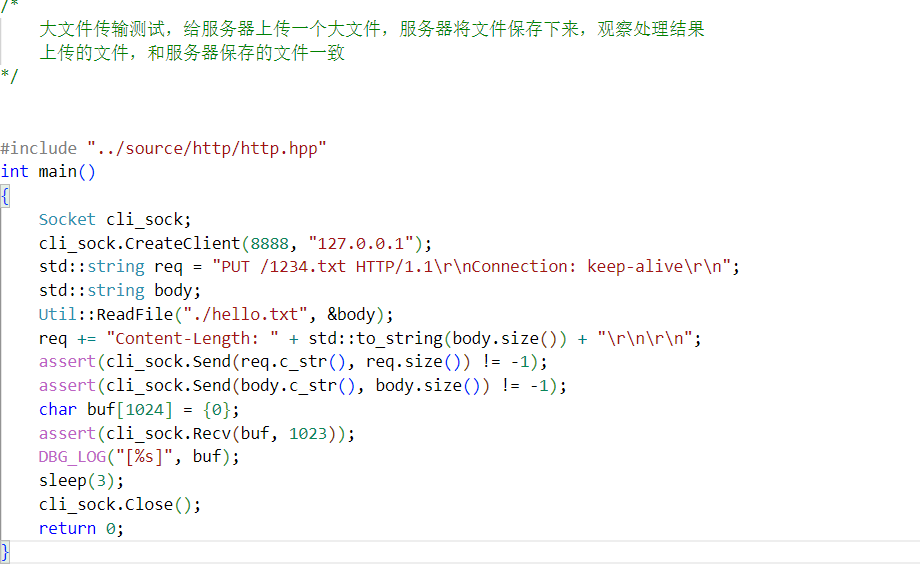 /*
    大文件传输测试，给服务器上传一个大文件，服务器将文件保存下来，观察处理结果
    上传的文件，和服务器保存的文件一致
*/
#include "../source/http/http.hpp"
int main()
{
    Socket cli_sock;
    cli_sock.CreateClient(8888, "127.0.0.1");
    std::string req = "PUT /1234.txt HTTP/1.1\r\nConnection: keep-alive\r\n";
    std::string body;
    Util::ReadFile("./hello.txt", &body);
    req += "Content-Length: " + std::to_string(body.size()) + "\r\n\r\n";
    assert(cli_sock.Send(req.c_str(), req.size()) != -1);
    assert(cli_sock.Send(body.c_str(), body.size()) != -1);
    char buf[1024] = {0};
    assert(cli_sock.Recv(buf, 1023));
    DBG_LOG("[%s]", buf);
    sleep(3);
    cli_sock.Close();
    return 0;
}